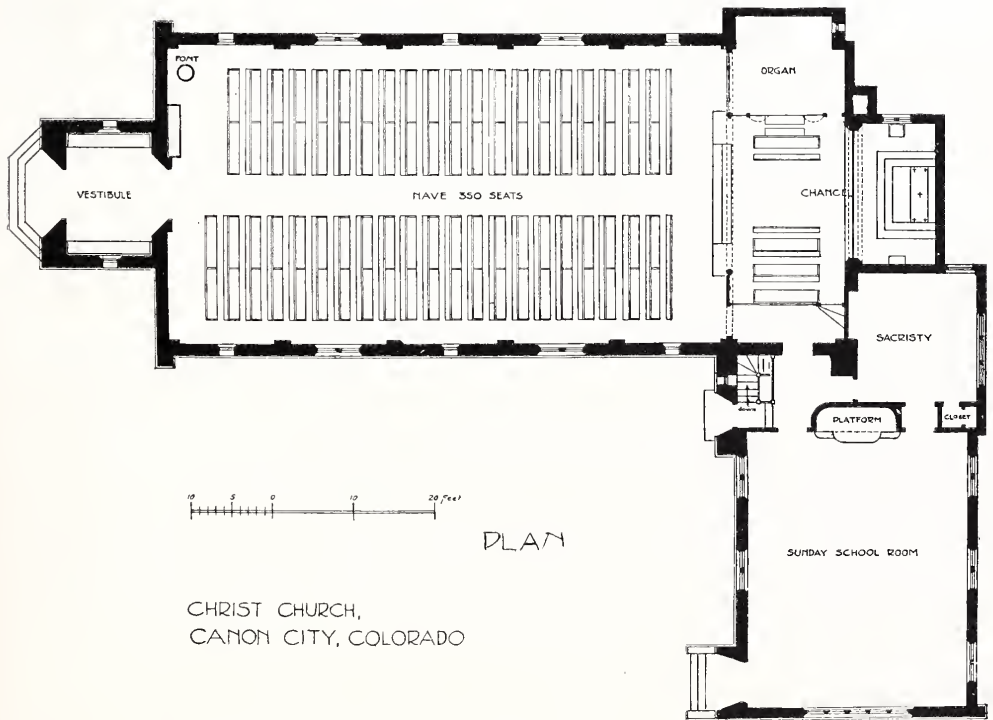 FONT
ORGAN
VESTIBULE
NAVE 350 SEATS
CHANCEL
SACRISTY
down
PLATFORM
CLOSET
10 5 0 10 20 feet
PLAN
SUNDAY SCHOOL ROOM
CHRIST CHURCH,
CANON CITY, COLORADO